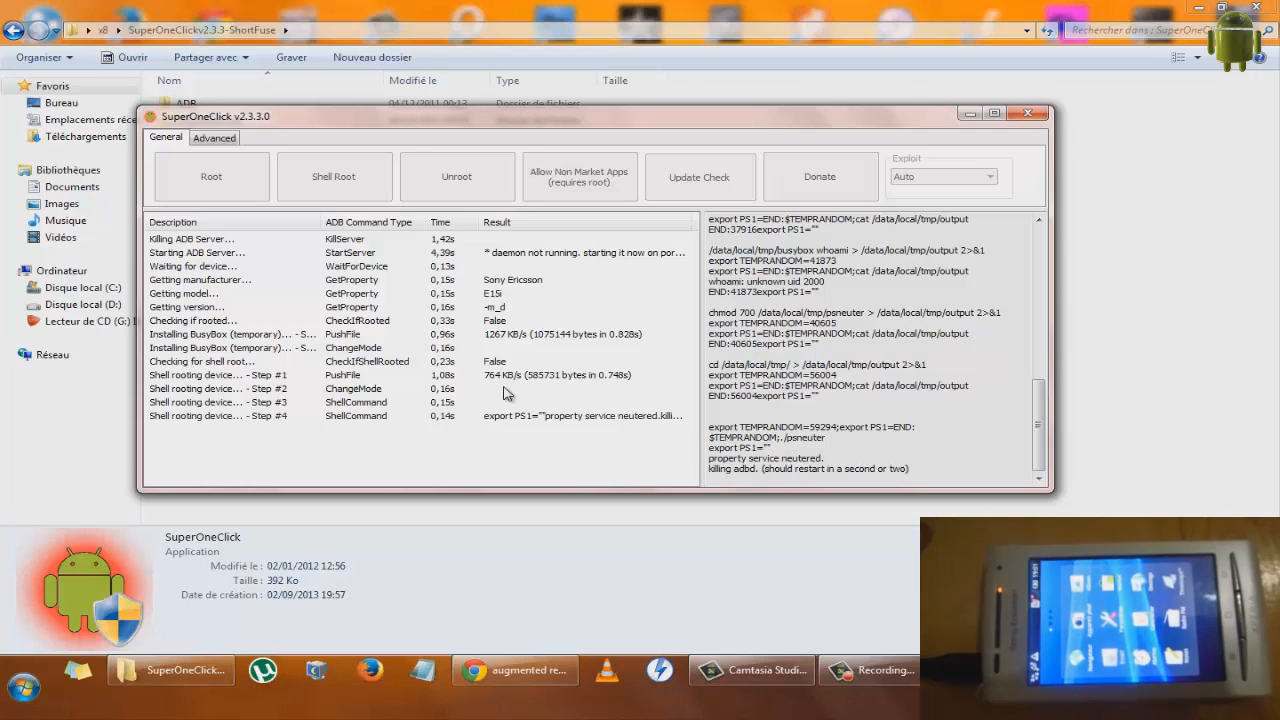 x8 ▸ SuperOneClickv2.3.3-ShortFuse ▸
Rechercher dans : SuperOneCl
Organiser
Ouvrir
Partager avec
Graver
Nouveau dossier
Favoris
Bureau
Emplacements réce
Téléchargements
Bibliothèques
Documents
Images
Musique
Vidéos
Ordinateur
Disque local (C:)
Disque local (D:)
Lecteur de CD (G:) I
Réseau
Nom Modifié le Type Taille
ADB 04/12/2011 00:13 Dossier de fichiers
SuperOneClick v2.3.3.0
General Advanced
Root
Shell Root
Unroot
Allow Non Market Apps
(requires root)
Update Check
Donate
Exploit
Auto
Description ADB Command Type Time Result
Killing ADB Server... KillServer 1,42s
Starting ADB Server... StartServer 4,39s * daemon not running. starting it now on por...
Waiting for device... WaitForDevice 0,13s
Getting manufacturer... GetProperty 0,15s Sony Ericsson
Getting model... GetProperty 0,15s E15i
Getting version... GetProperty 0,16s -m_d
Checking if rooted... CheckIfRooted 0,33s False
Installing BusyBox (temporary)... - S... PushFile 0,96s 1267 KB/s (1075144 bytes in 0.828s)
Installing BusyBox (temporary)... - S... ChangeMode 0,16s
Checking for shell root... CheckIfShellRooted 0,23s False
Shell rooting device... - Step #1 PushFile 1,08s 764 KB/s (585731 bytes in 0.748s)
Shell rooting device... - Step #2 ChangeMode 0,16s
Shell rooting device... - Step #3 ShellCommand 0,15s
Shell rooting device... - Step #4 ShellCommand 0,14s export PS1=""property service neutered.killi...
export PS1=END:$TEMPRANDOM;cat /data/local/tmp/output
END:37916export PS1=""
/data/local/tmp/busybox whoami > /data/local/tmp/output 2>&1
export TEMPRANDOM=41873
export PS1=END:$TEMPRANDOM;cat /data/local/tmp/output
whoami: unknown uid 2000
END:41873export PS1=""
chmod 700 /data/local/tmp/psneuter > /data/local/tmp/output 2>&1
export TEMPRANDOM=40605
export PS1=END:$TEMPRANDOM;cat /data/local/tmp/output
END:40605export PS1=""
cd /data/local/tmp/ > /data/local/tmp/output 2>&1
export TEMPRANDOM=56004
export PS1=END:$TEMPRANDOM;cat /data/local/tmp/output
END:56004export PS1=""
export TEMPRANDOM=59294;export PS1=END:
$TEMPRANDOM;./psneuter
export PS1=""
property service neutered.
killing adbd. (should restart in a second or two)
SuperOneClick
Application
Modifié le : 02/01/2012 12:56
Taille : 392 Ko
Date de création : 02/09/2013 19:57
SuperOneClick...
augmented re...
Camtasia Studi...
Recording...